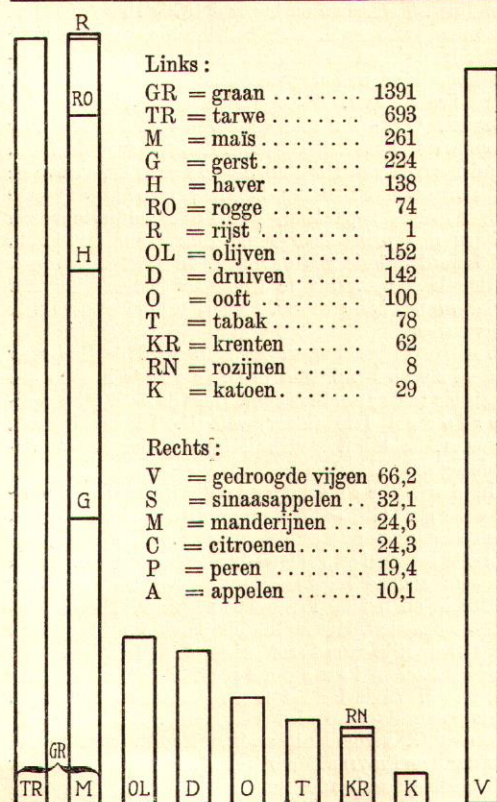 R
RO
H
G
Links :
GR = graan ........ 1391
TR = tarwe ........ 693
M = maïs ......... 261
G = gerst ........ 224
H = haver ........ 138
RO = rogge ........ 74
R = rijst ........ 1
OL = olijven ....... 152
D = druiven ...... 142
O = ooft ......... 100
T = tabak ........ 78
KR = krenten ...... 62
RN = rozijnen ..... 8
K = katoen ....... 29
Rechts :
V = gedroogde vijgen 66,2
S = sinaasappelen .. 32,1
M = manderijnen ... 24,6
C = citroenen ...... 24,3
P = peren ........ 19,4
A = appelen ...... 10,1
GR
RN
TR M OL D O T KR K V